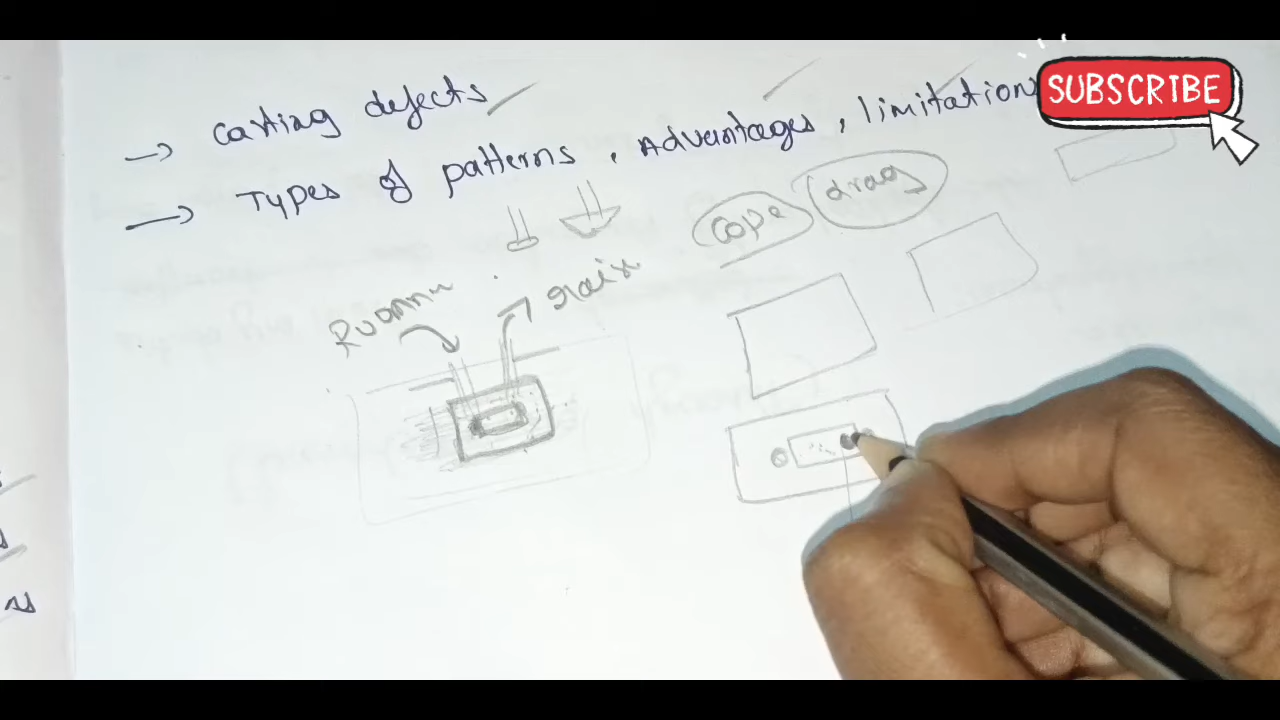 → Casting defects
→ Types of patterns, Advantages, limitations
SUBSCRIBE
cope drag